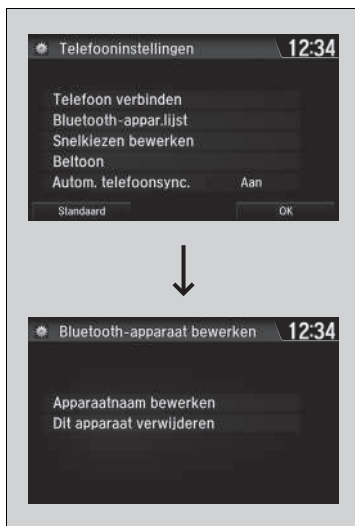 Telefooninstellingen 12:34
Telefoon verbinden
Bluetooth-appar.lijst
Snelkiezen bewerken
Beltoon
Autom. telefoonsync. Aan
Standaard OK
Bluetooth-apparaat bewerken 12:34
Apparaatnaam bewerken
Dit apparaat verwijderen